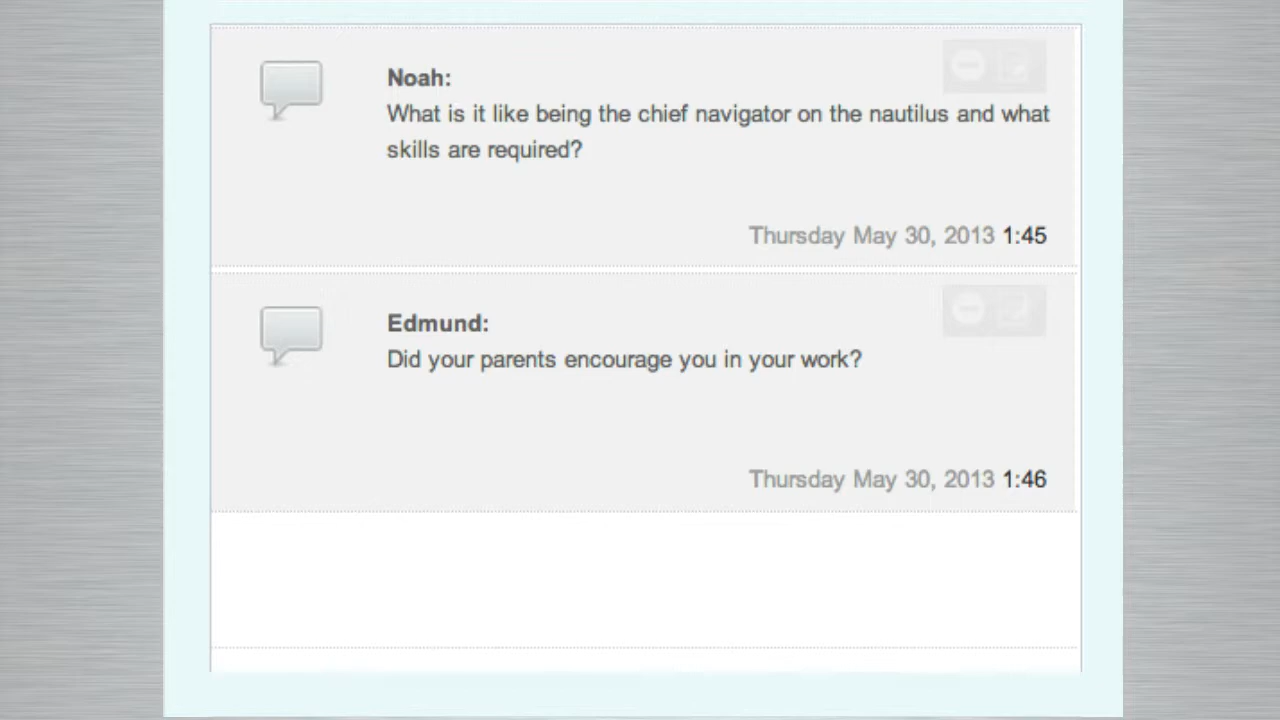 Noah:
What is it like being the chief navigator on the nautilus and what
skills are required?
Thursday May 30, 2013 1:45
Edmund:
Did your parents encourage you in your work?
Thursday May 30, 2013 1:46